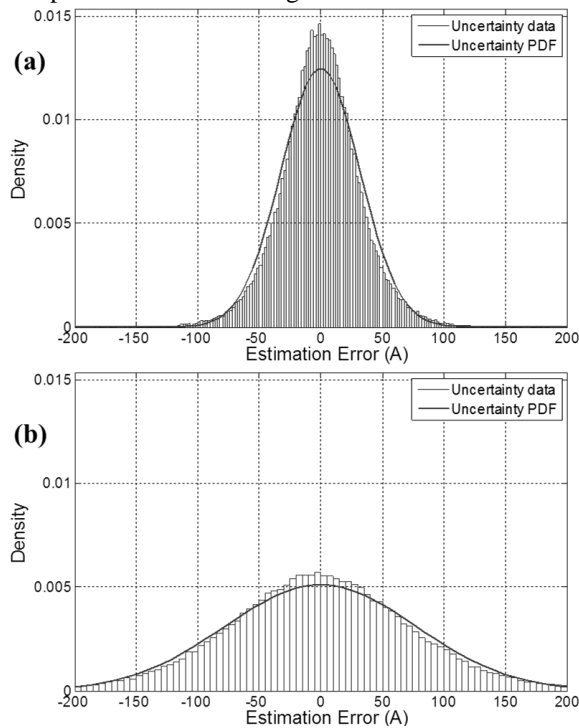 0.015
Uncertainty data
Uncertainty PDF
(a)
0.01
Density
0.005
0
-200 -150 -100 -50 0 50 100 150 200
Estimation Error (A)
0.015
Uncertainty data
Uncertainty PDF
(b)
0.01
Density
0.005
0
-200 -150 -100 -50 0 50 100 150 200
Estimation Error (A)